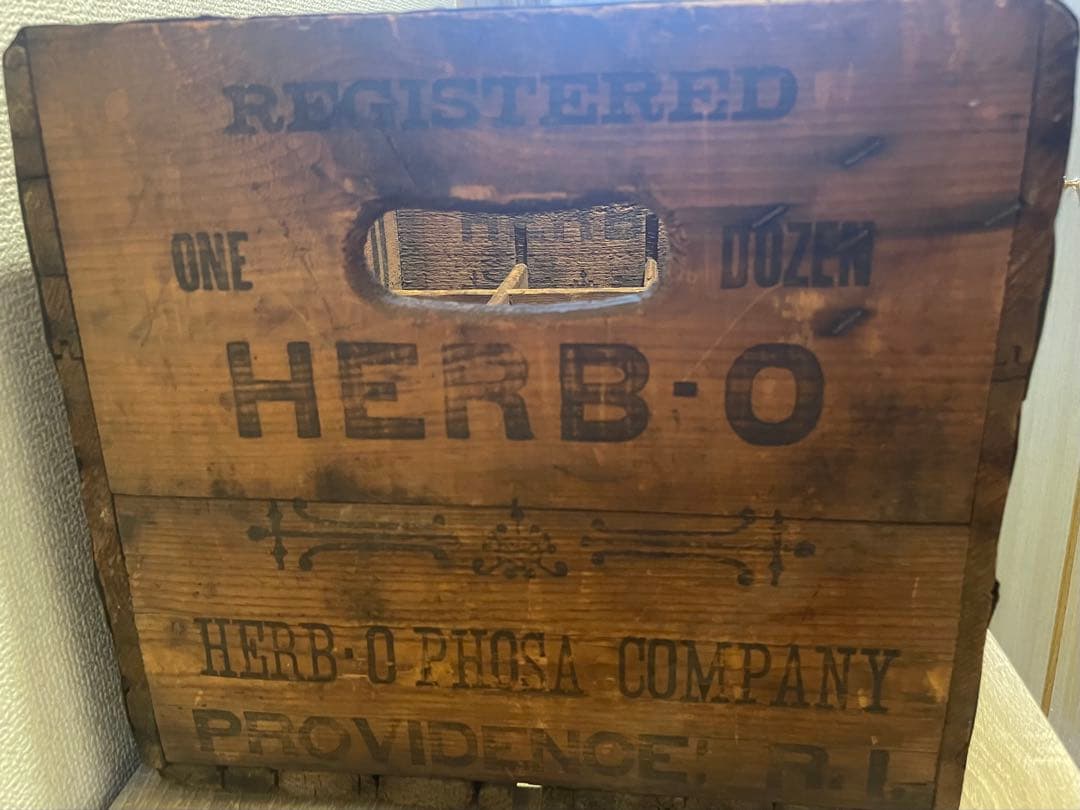 REGISTERED
ONE DOZEN
HERB-O
HERB-O PHOSA COMPANY
PROVIDENCE, R.I.